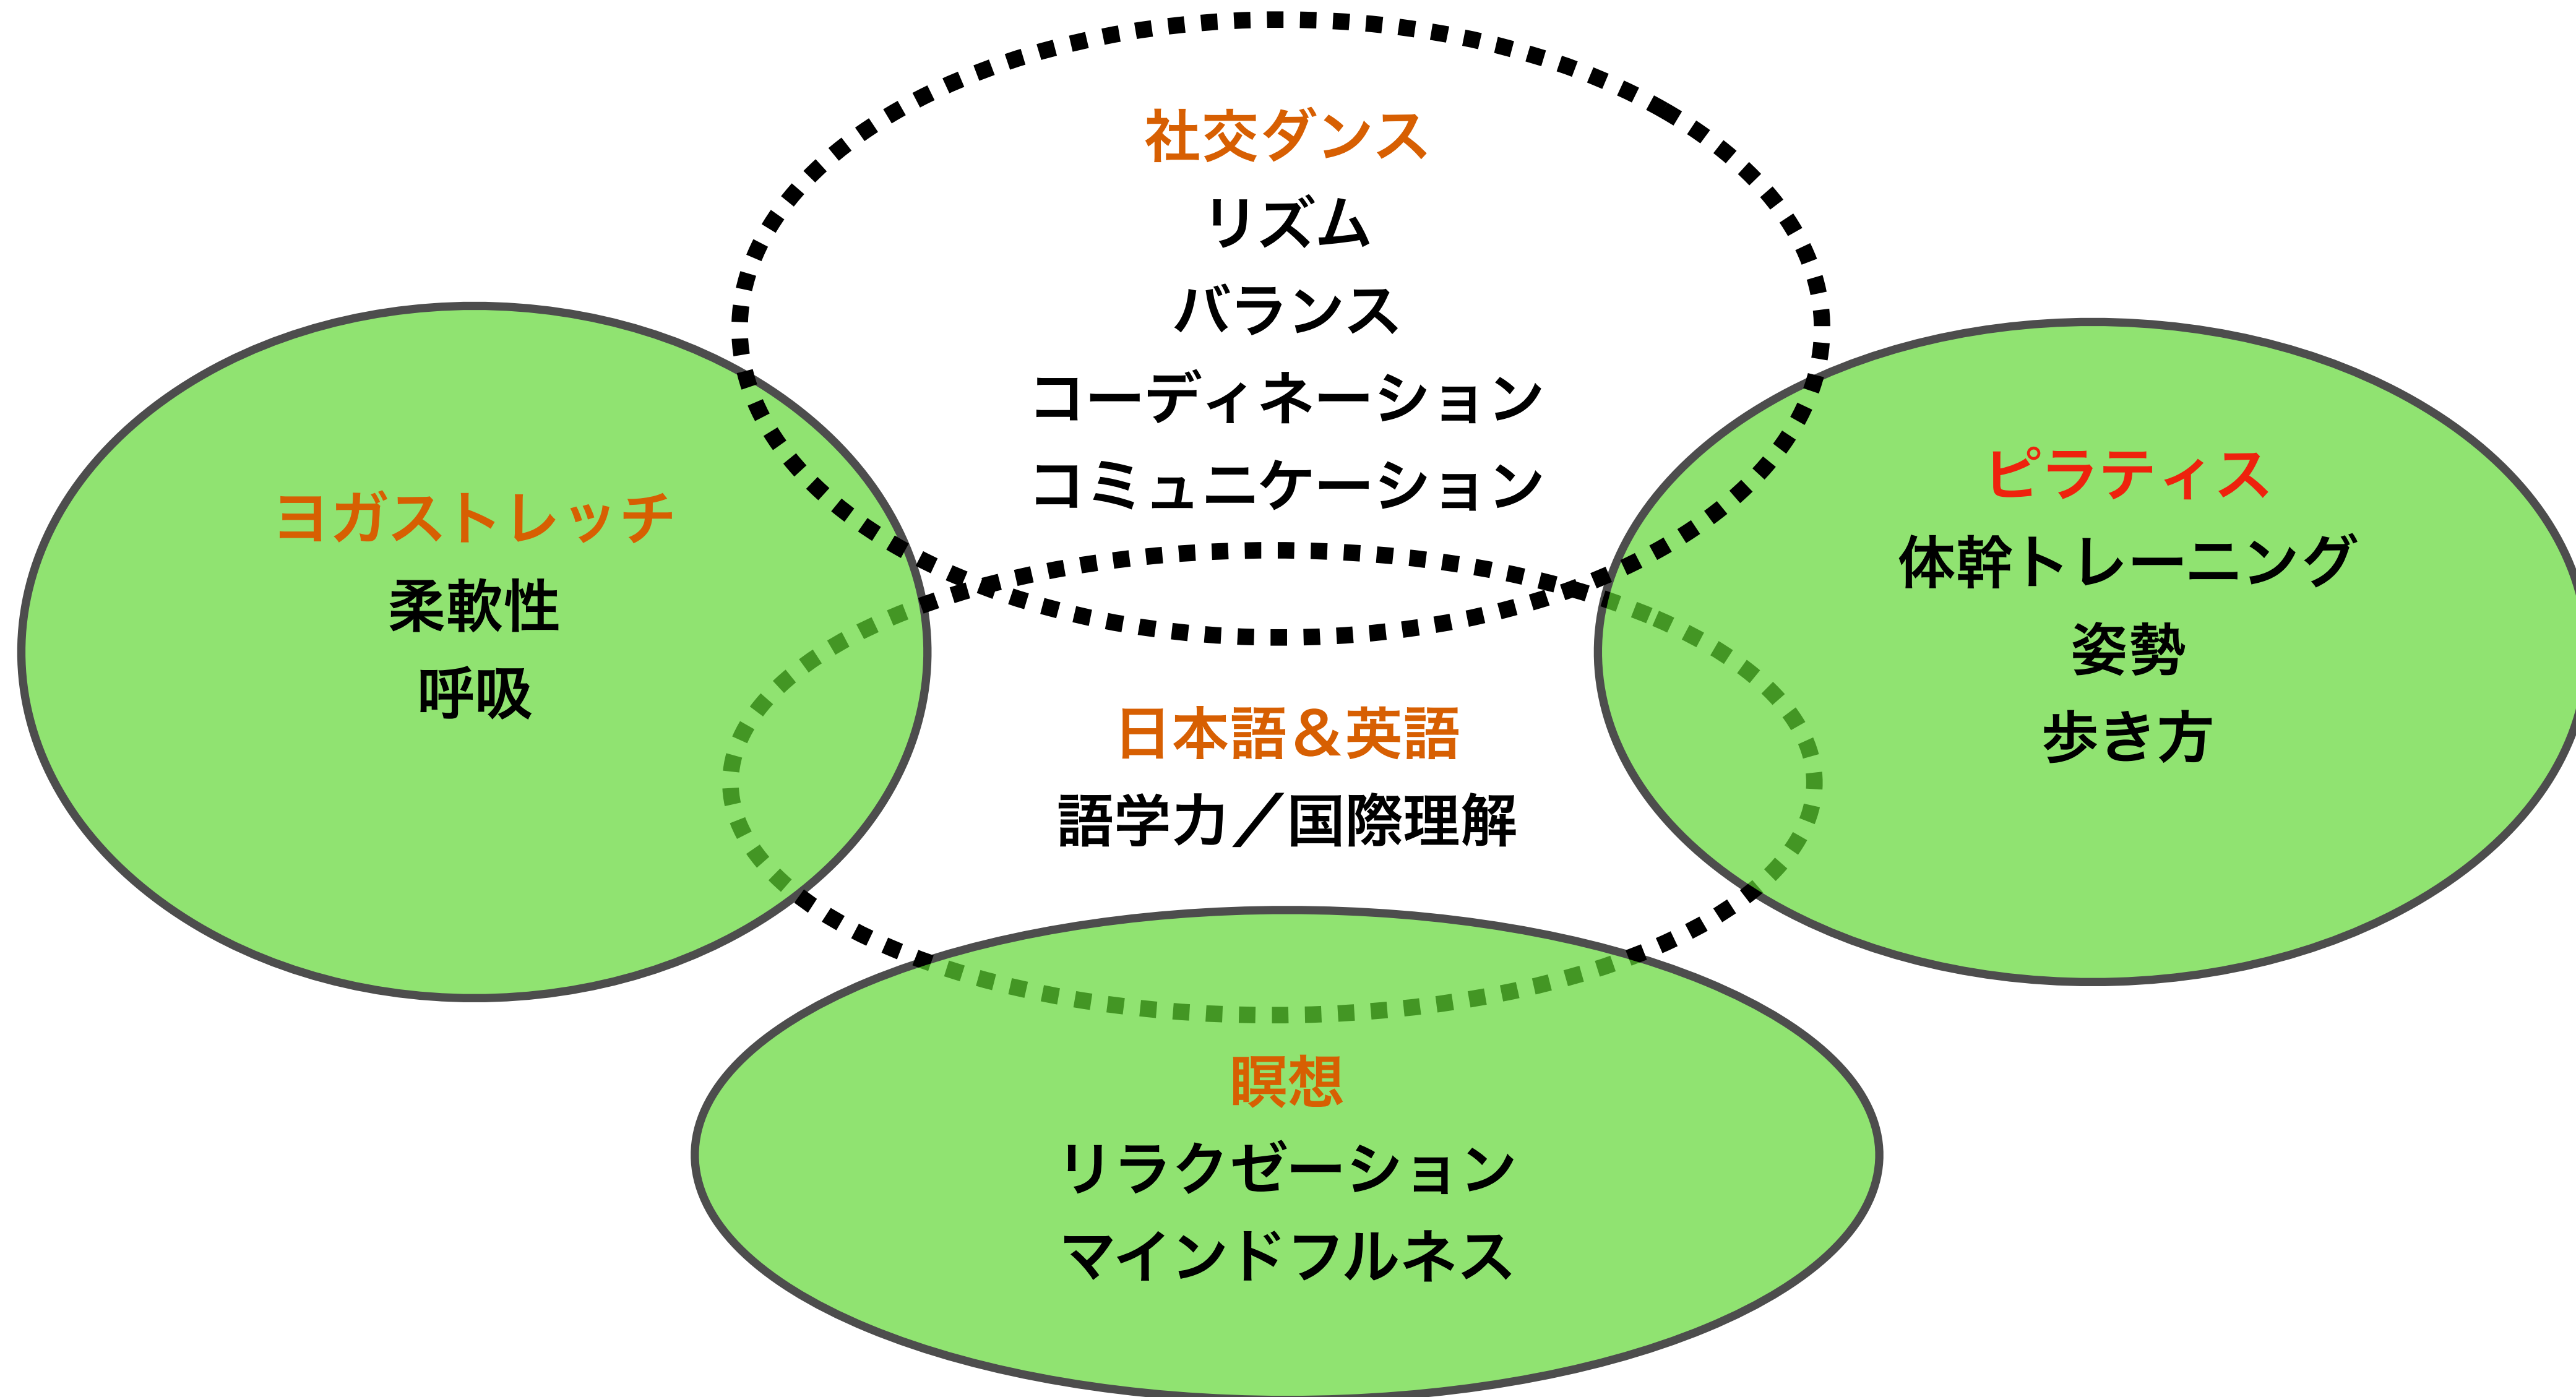 社交ダンス
リズム
バランス
コーディネーション
コミュニケーション
ヨガストレッチ
柔軟性
呼吸
ピラティス
体幹トレーニング
姿勢
歩き方
日本語＆英語
語学力／国際理解
瞑想
リラクゼーション
マインドフルネス